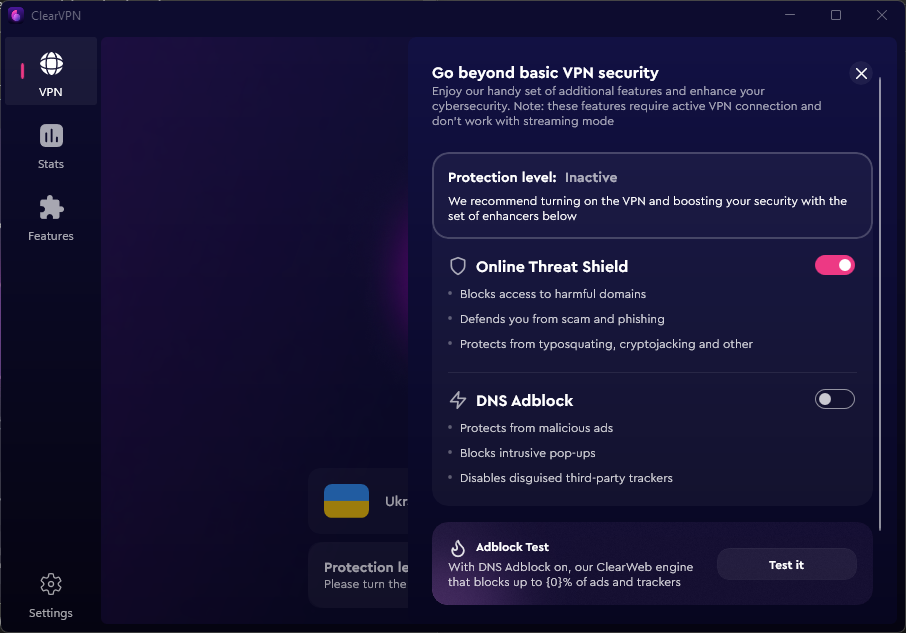 ClearVPN
VPN
Stats
Features
Settings
Go beyond basic VPN security
Enjoy our handy set of additional features and enhance your
cybersecurity. Note: these features require active VPN connection and
don't work with streaming mode
Protection level: Inactive
We recommend turning on the VPN and boosting your security with the
set of enhancers below
Online Threat Shield
• Blocks access to harmful domains
• Defends you from scam and phishing
• Protects from typosquating, cryptojacking and other
DNS Adblock
• Protects from malicious ads
• Blocks intrusive pop-ups
• Disables disguised third-party trackers
Adblock Test
With DNS Adblock on, our ClearWeb engine
that blocks up to {0}% of ads and trackers
Test it
Ukr
Protection le
Please turn the